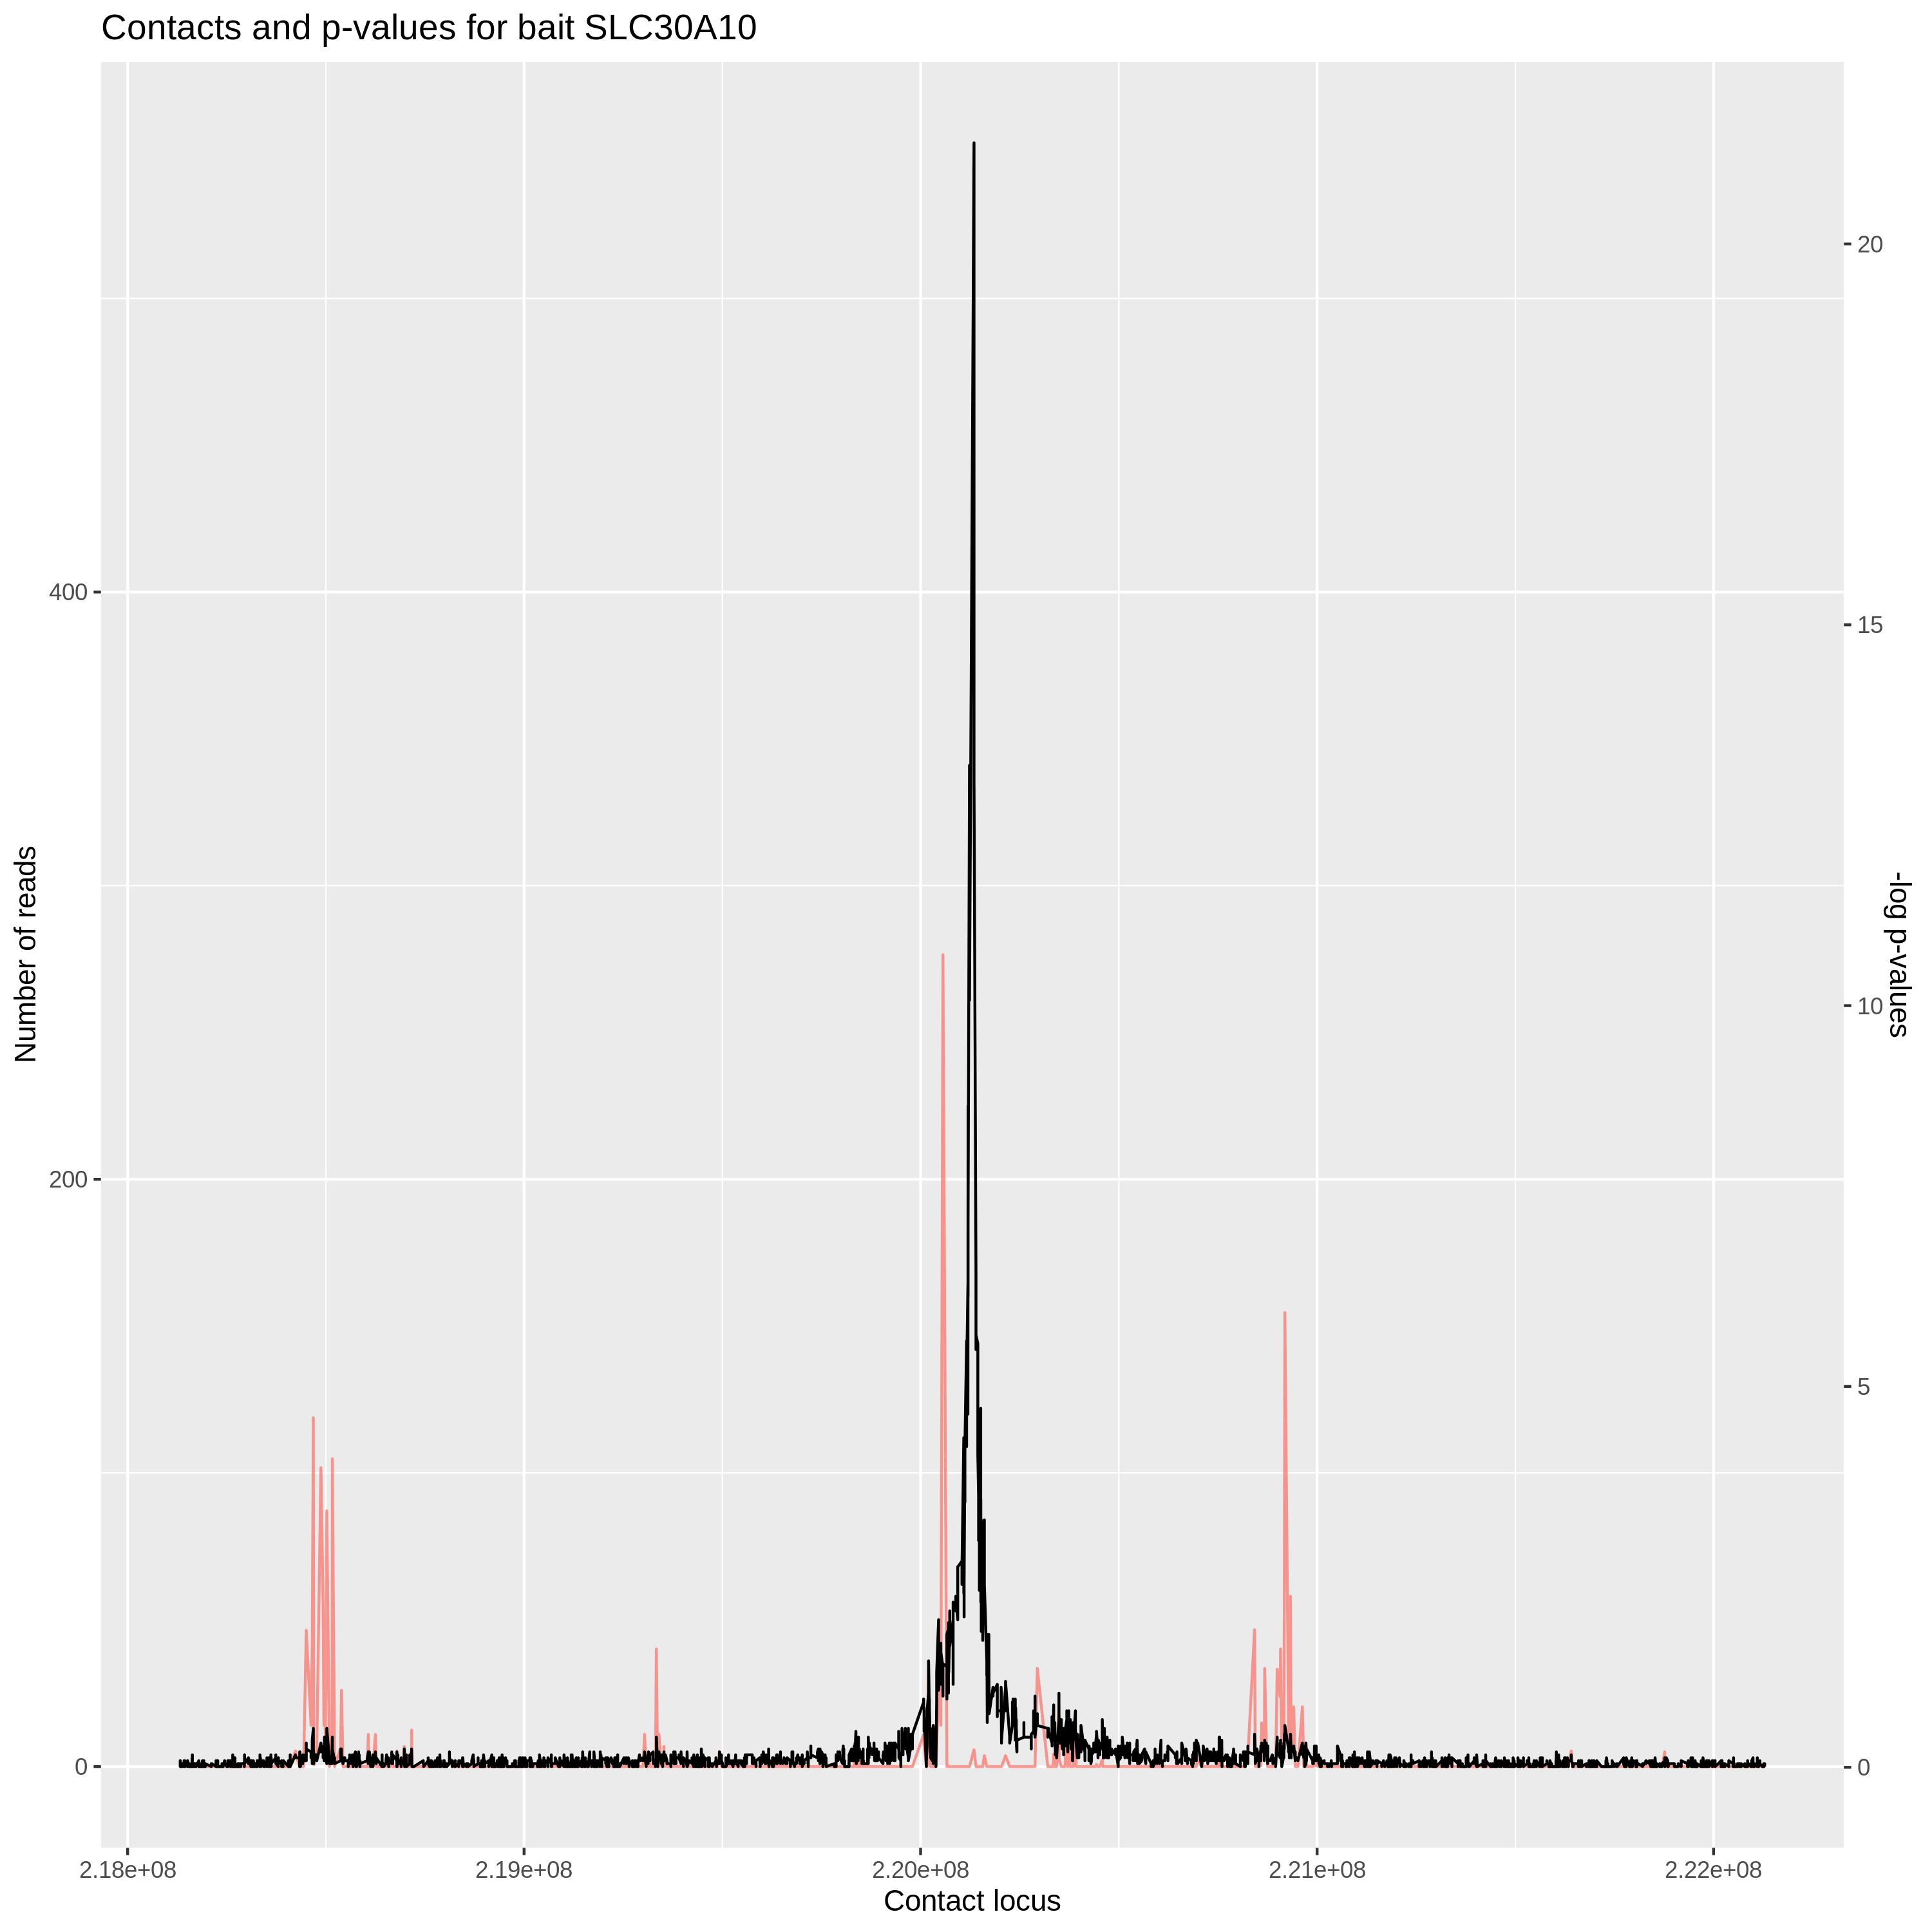 Contacts and p-values for bait SLC30A10
Number of reads
400
200
0
20
15
10
5
0
-log p-values
2.18e+08 2.19e+08 2.20e+08 2.21e+08 2.22e+08
Contact locus